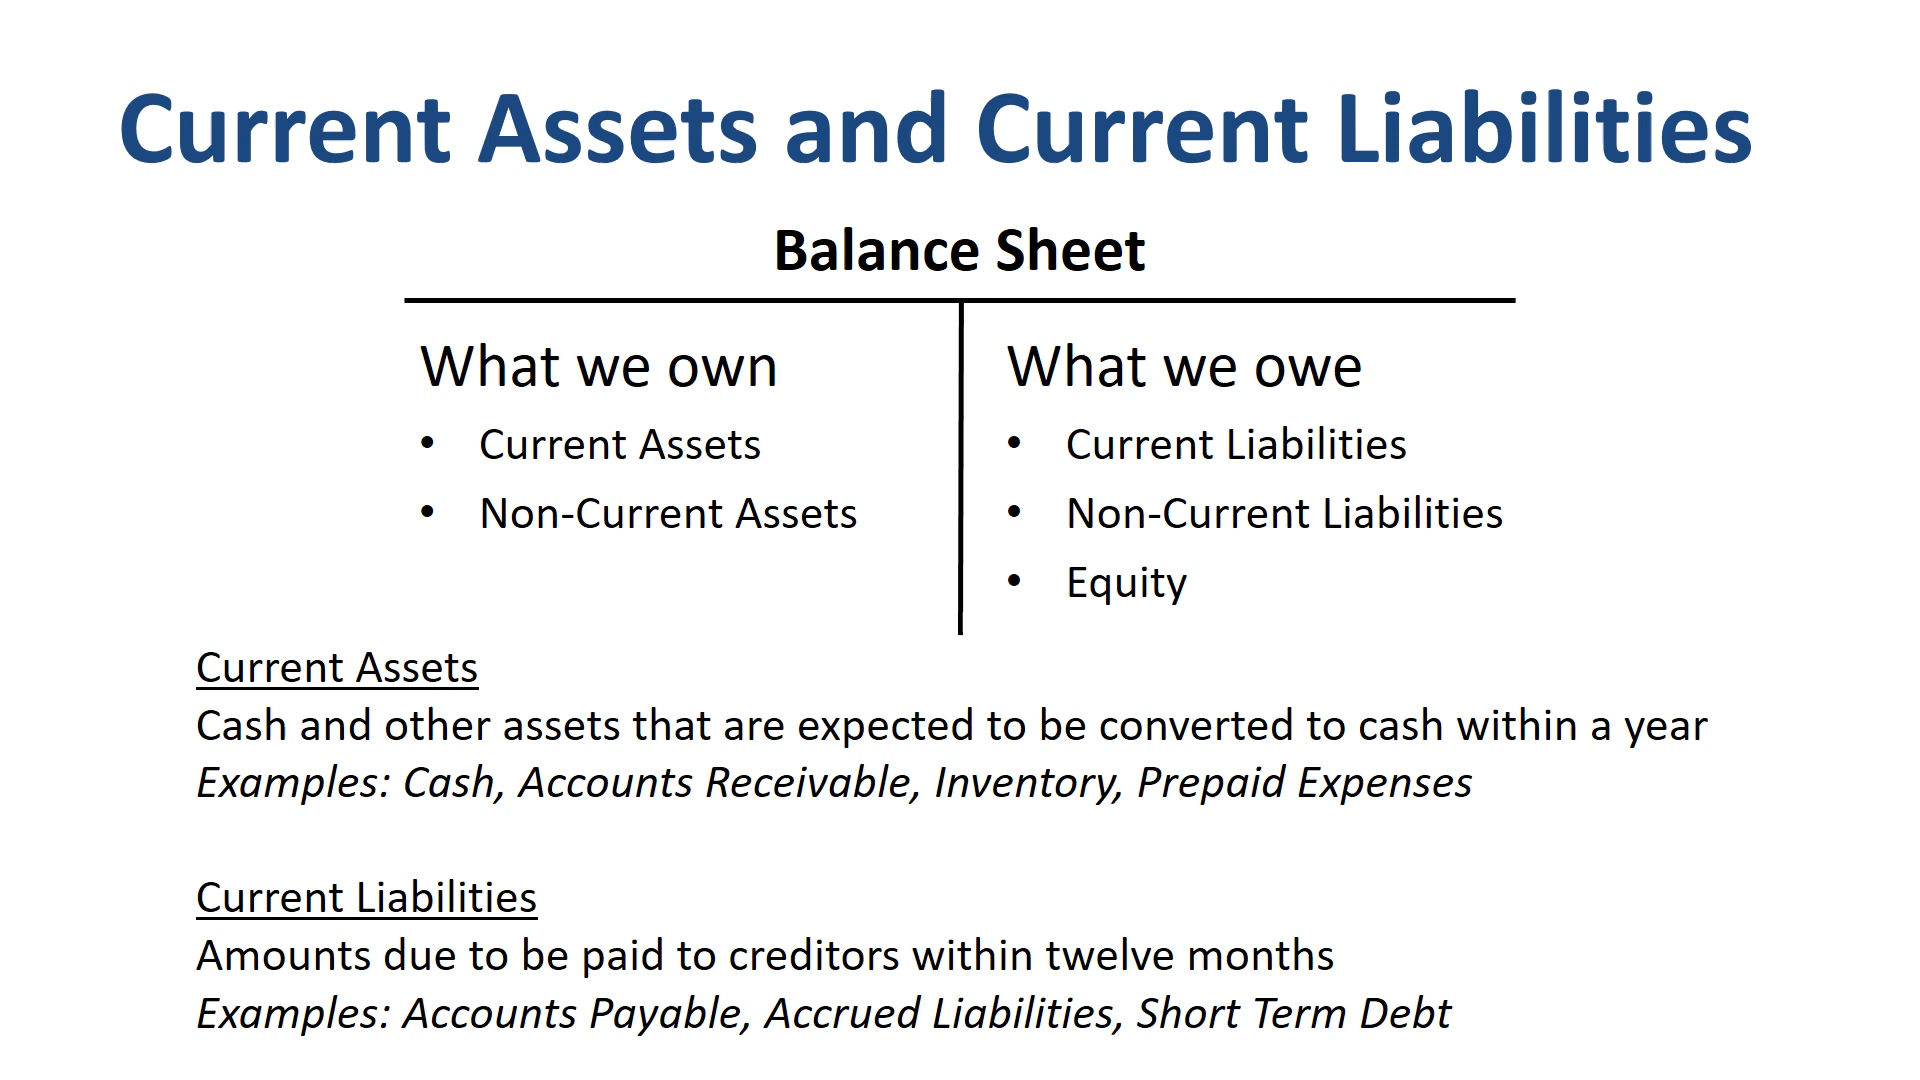 Current Assets and Current Liabilities
Balance Sheet
What we own
• Current Assets
• Non-Current Assets
What we owe
• Current Liabilities
• Non-Current Liabilities
• Equity
Current Assets
Cash and other assets that are expected to be converted to cash within a year
Examples: Cash, Accounts Receivable, Inventory, Prepaid Expenses
Current Liabilities
Amounts due to be paid to creditors within twelve months
Examples: Accounts Payable, Accrued Liabilities, Short Term Debt